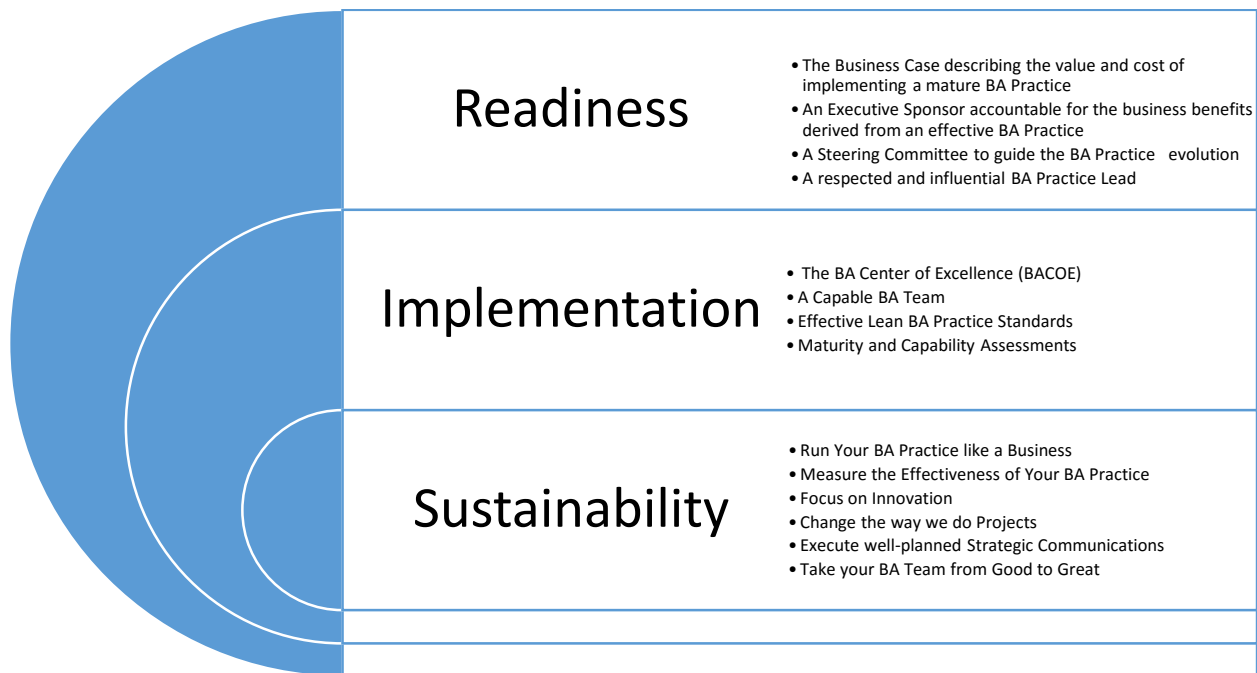 Readiness
• The Business Case describing the value and cost of
implementing a mature BA Practice
• An Executive Sponsor accountable for the business benefits
derived from an effective BA Practice
• A Steering Committee to guide the BA Practice evolution
• A respected and influential BA Practice Lead
Implementation
• The BA Center of Excellence (BACOE)
• A Capable BA Team
• Effective Lean BA Practice Standards
• Maturity and Capability Assessments
Sustainability
• Run Your BA Practice like a Business
• Measure the Effectiveness of Your BA Practice
• Focus on Innovation
• Change the way we do Projects
• Execute well-planned Strategic Communications
• Take your BA Team from Good to Great